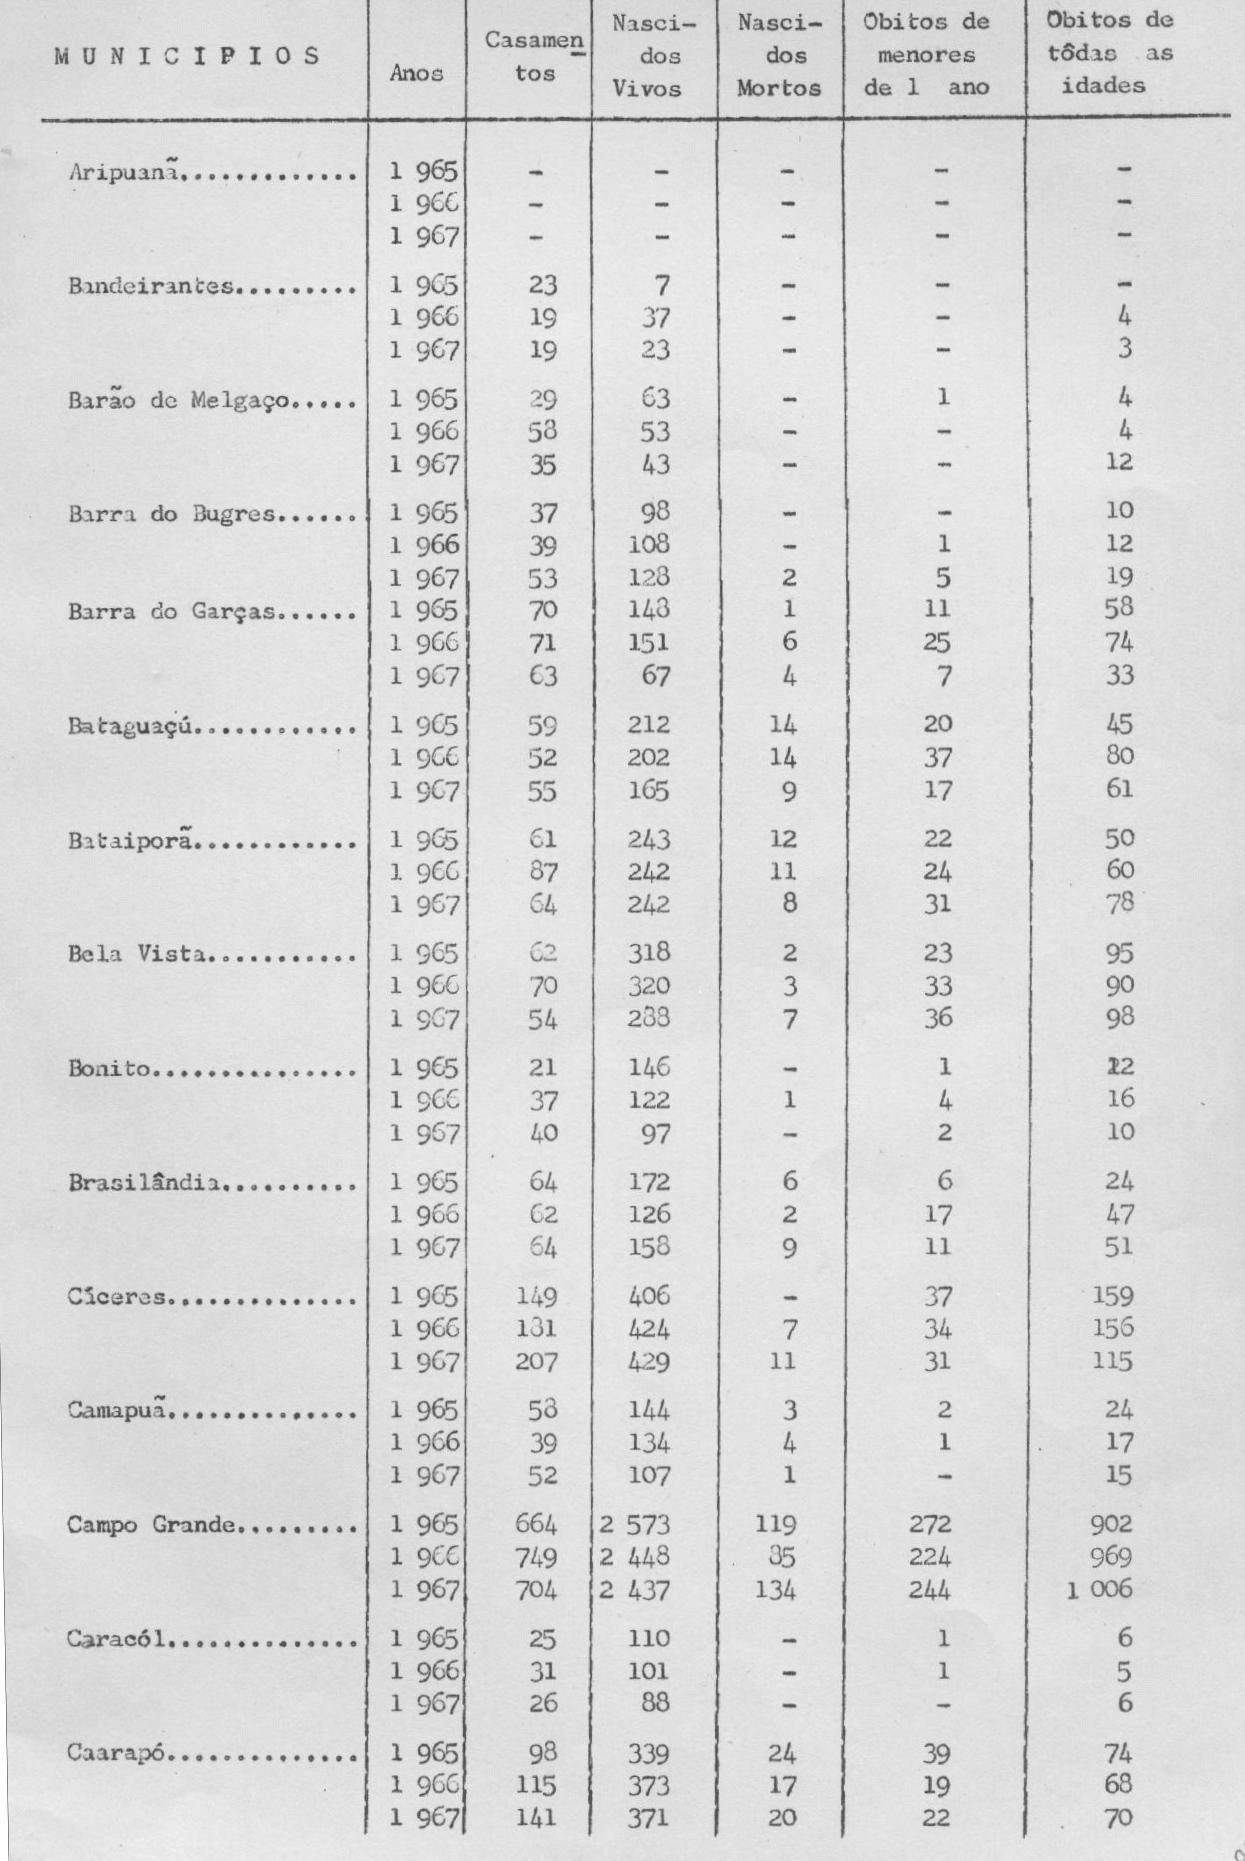 MUNICIPIOS Anos Casamen Nasci- Nasci- Obitos de Obitos de
tos dos dos menores tôdas as
Vivos Mortos de 1 ano idades
Aripuanã............. 1 965 - - - - -
1 966 - - - - -
1 967 - - - - -
Bandeirantes......... 1 965 23 7 - - -
1 966 19 37 - - 4
1 967 19 23 - - 3
Barão de Melgaço..... 1 965 29 63 - 1 4
1 966 58 53 - - 4
1 967 35 43 - - 12
Barra do Bugres...... 1 965 37 98 - - 10
1 966 39 108 - 1 12
1 967 53 128 2 5 19
Barra do Garças...... 1 965 70 148 1 11 58
1 966 71 151 6 25 74
1 967 63 67 4 7 33
Bataguaçú............ 1 965 59 212 14 20 45
1 966 52 202 14 37 80
1 967 55 165 9 17 61
Bataiporã............ 1 965 61 243 12 22 50
1 966 87 242 11 24 60
1 967 64 242 8 31 78
Bela Vista........... 1 965 62 318 2 23 95
1 966 70 320 3 33 90
1 967 54 288 7 36 98
Bonito............... 1 965 21 146 - 1 12
1 966 37 122 1 4 16
1 967 40 97 - 2 10
Brasilândia.......... 1 965 64 172 6 6 24
1 966 62 126 2 17 47
1 967 64 158 9 11 51
Cíceres.............. 1 965 149 406 - 37 159
1 966 181 424 7 34 156
1 967 207 429 11 31 115
Camapuã.............. 1 965 58 144 3 2 24
1 966 39 134 4 1 17
1 967 52 107 1 - 15
Campo Grande......... 1 965 664 2 573 119 272 902
1 966 749 2 448 85 224 969
1 967 704 2 437 134 244 1 006
Caracól.............. 1 965 25 110 - 1 6
1 966 31 101 - 1 5
1 967 26 88 - - 6
Caarapó.............. 1 965 98 339 24 39 74
1 966 115 373 17 19 68
1 967 141 371 20 22 70